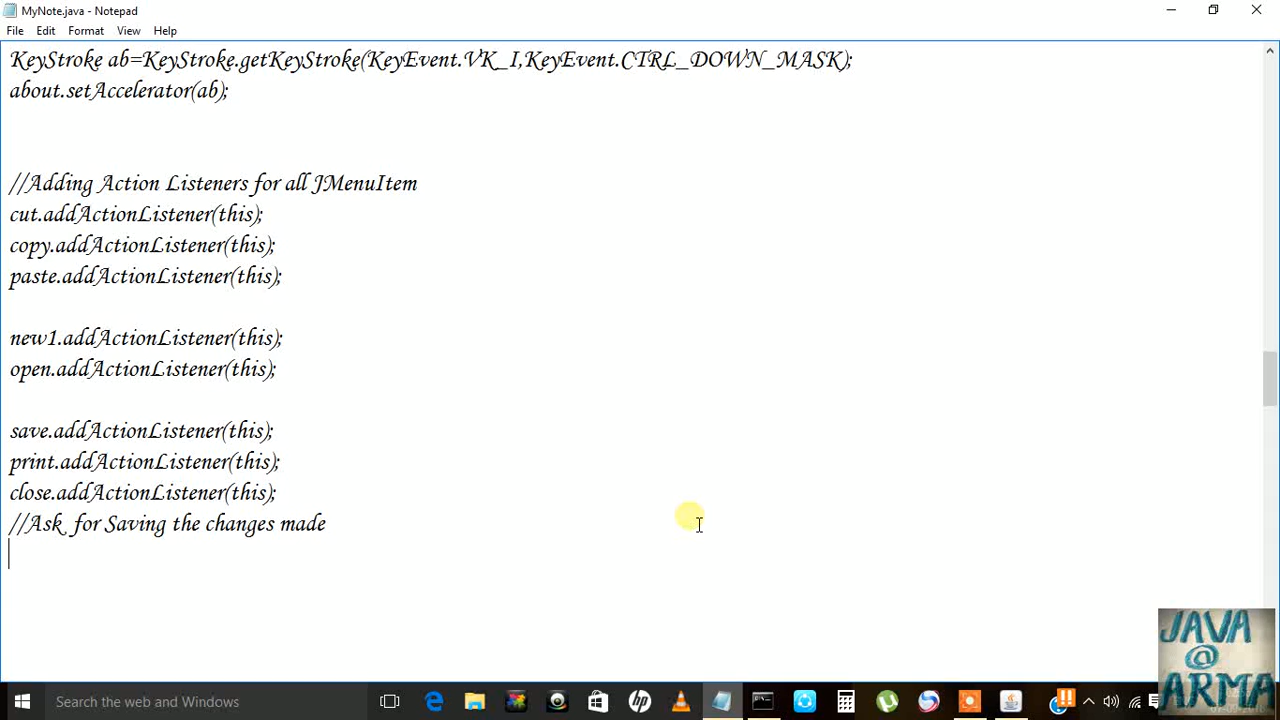 MyNote.java - Notepad
File Edit Format View Help
KeyStroke ab=KeyStroke.getKeyStroke(KeyEvent.VK_I,KeyEvent.CTRL_DOWN_MASK);
about.setAccelerator(ab);
//Adding Action Listeners for all JMenuItem
cut.addActionListener(this);
copy.addActionListener(this);
paste.addActionListener(this);
new1.addActionListener(this);
open.addActionListener(this);
save.addActionListener(this);
print.addActionListener(this);
close.addActionListener(this);
//Ask for Saving the changes made
JAVA
@
ARMA
Search the web and Windows